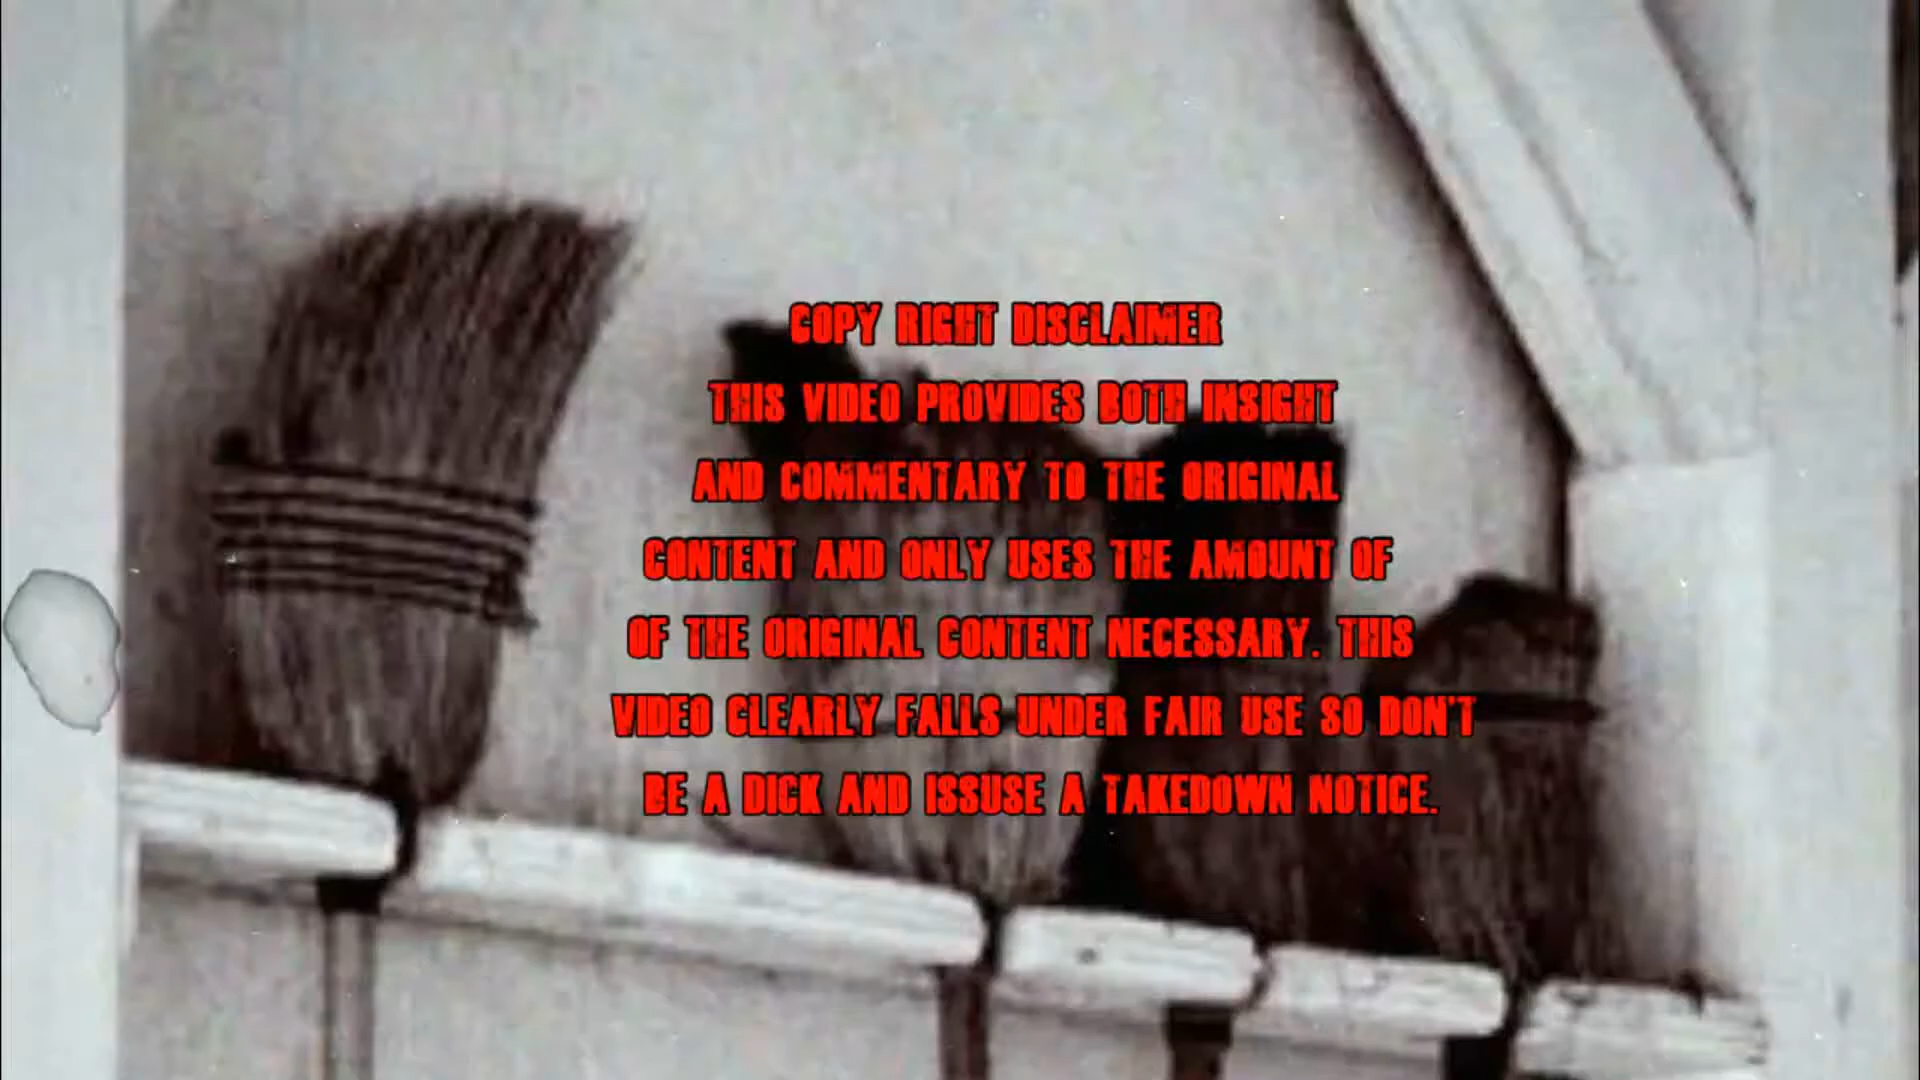 COPY RIGHT DISCLAIMER
THIS VIDEO PROVIDES BOTH INSIGHT
AND COMMENTARY TO THE ORIGINAL
CONTENT AND ONLY USES THE AMOUNT OF
OF THE ORIGINAL CONTENT NECESSARY. THIS
VIDEO CLEARLY FALLS UNDER FAIR USE SO DON'T
BE A DICK AND ISSUSE A TAKEDOWN NOTICE.